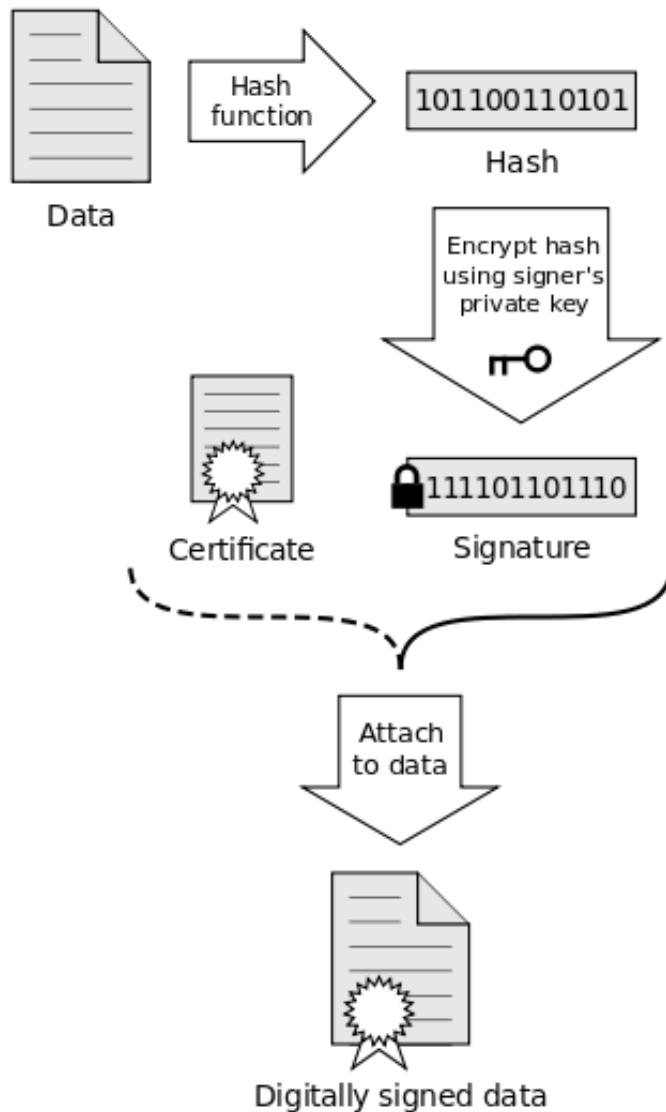 Hash
function
101100110101
Hash
Data
Encrypt hash
using signer's
private key
111101101110
Certificate
Signature
Attach
to data
Digitally signed data